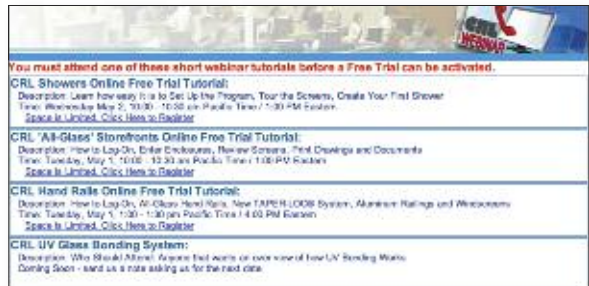 CRL
WEBINAR
You must attend one of these short webinar tutorials before a Free Trial can be activated.
CRL Showers Online Free Trial Tutorial:
Description: Learn how easy it is to Set Up the Program, Tour the Screens, Create Your First Shower
Time: Wednesday May 2, 10:00 - 10:30 am Pacific Time / 1:00 PM Eastern
Space is Limited, Click Here to Register
CRL 'All-Glass' Storefronts Online Free Trial Tutorial:
Description: How to Log-On, Enter Enclosures, Review Screens, Print Drawings and Documents
Time: Tuesday, May 1, 10:00 - 10:30 am Pacific Time / 1:00 PM Eastern
Space is Limited, Click Here to Register
CRL Hand Rails Online Free Trial Tutorial:
Description: How to Log-On, All-Glass Hand Rails, New TAPER-LOC® System, Aluminum Railings and Windscreens
Time: Tuesday, May 1, 1:00 - 1:30 pm Pacific Time / 4:00 PM Eastern
Space is Limited, Click Here to Register
CRL UV Glass Bonding System:
Description: Who Should Attend: Anyone that wants an over view of how UV Bonding Works
Coming Soon - send us a note asking us for the next date